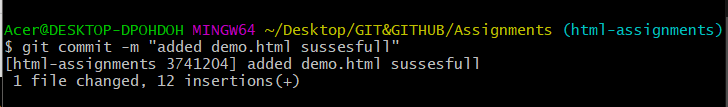 Acer@DESKTOP-DPOHDOH MINGW64 ~/Desktop/GIT&GITHUB/Assignments (html-assignments)
$ git commit -m "added demo.html sussesfull"
[html-assignments 3741204] added demo.html sussesfull
 1 file changed, 12 insertions(+)